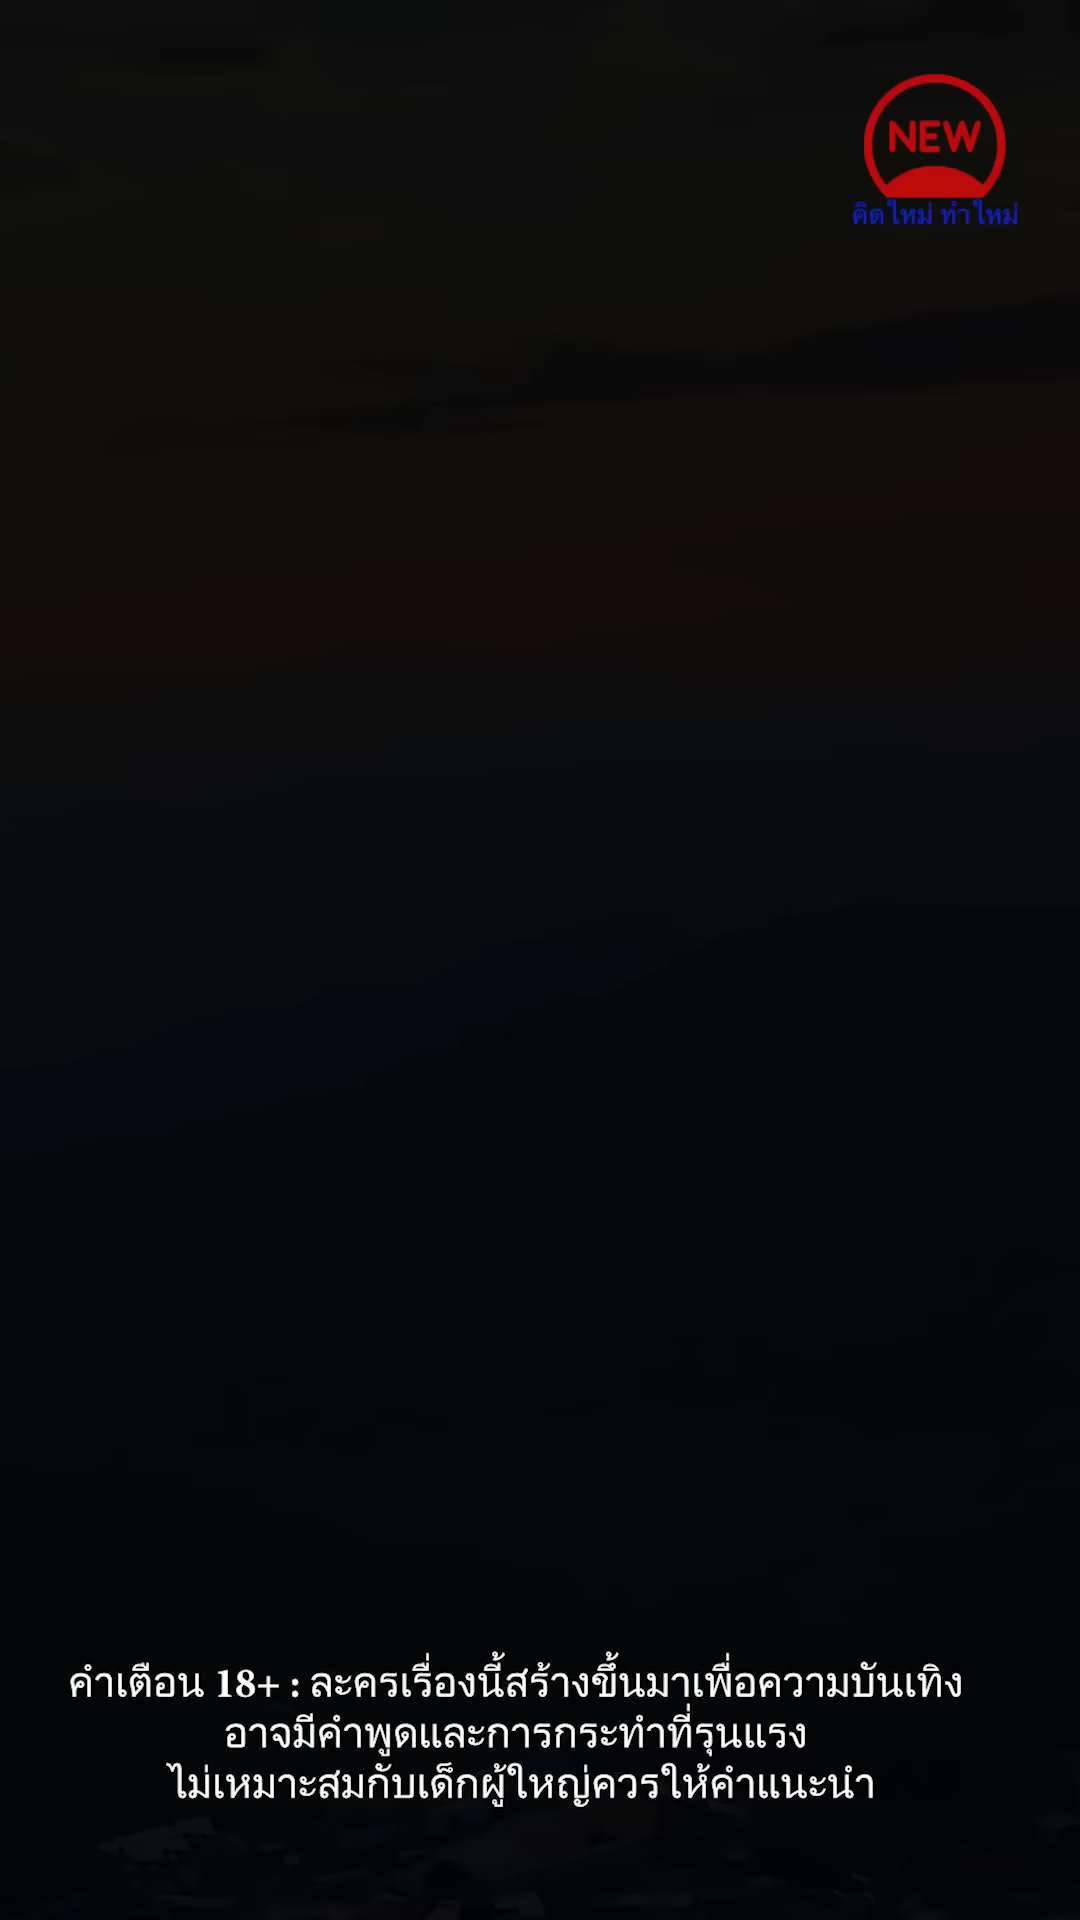 NEW
คิดใหม่ ทำใหม่
คำเตือน 18+ : ละครเรื่องนี้สร้างขึ้นมาเพื่อความบันเทิง
อาจมีคำพูดและการกระทำที่รุนแรง
ไม่เหมาะสมกับเด็กผู้ใหญ่ควรให้คำแนะนำ